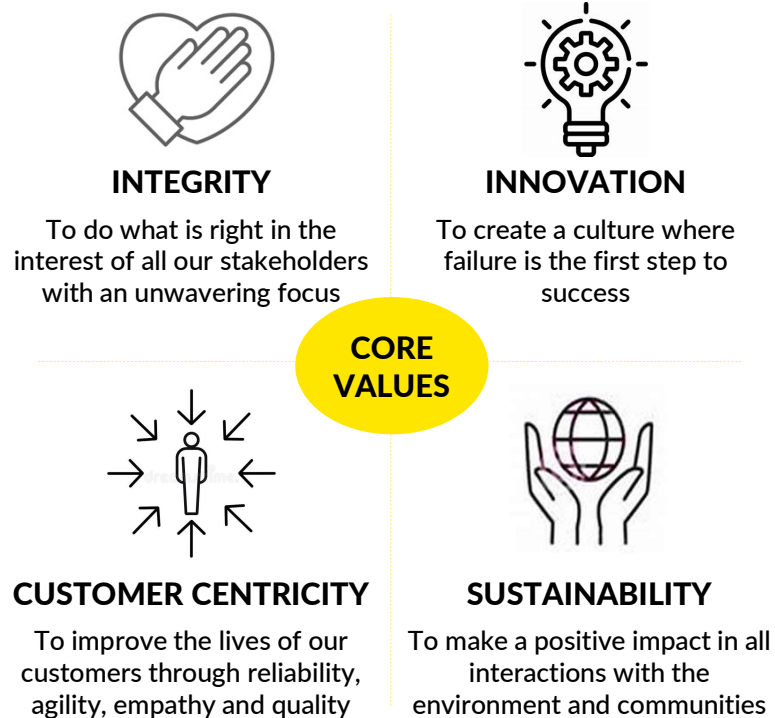 INTEGRITY
To do what is right in the
interest of all our stakeholders
with an unwavering focus
INNOVATION
To create a culture where
failure is the first step to
success
CORE
VALUES
CUSTOMER CENTRICITY
To improve the lives of our
customers through reliability,
agility, empathy and quality
SUSTAINABILITY
To make a positive impact in all
interactions with the
environment and communities